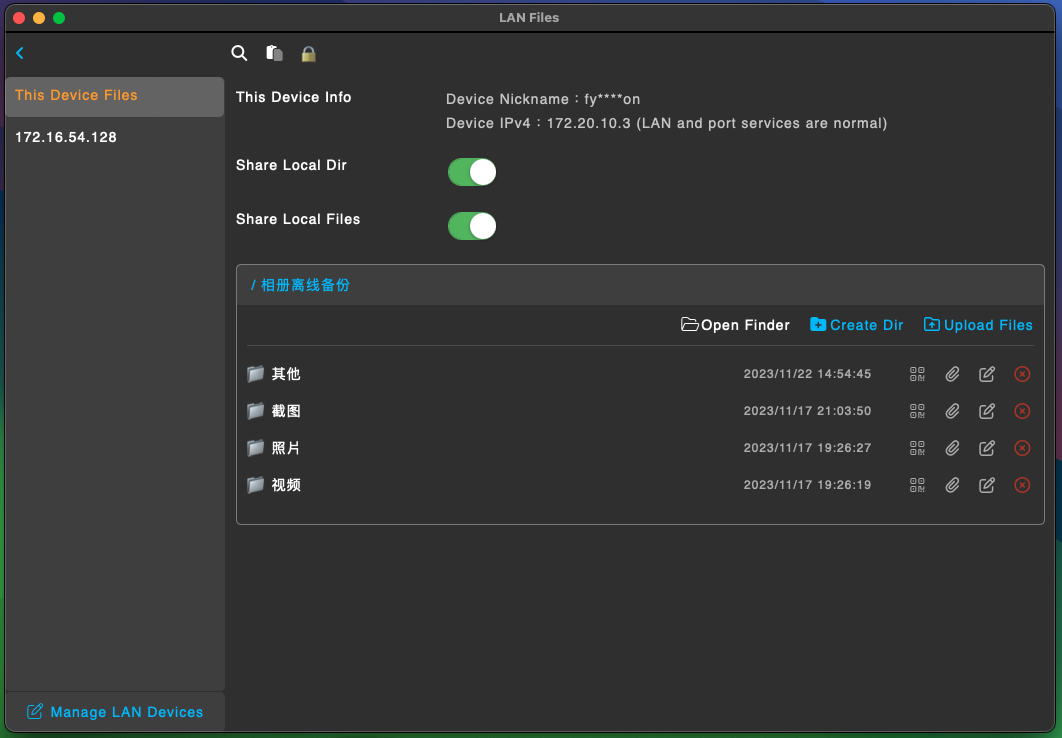 LAN Files
This Device Files
172.16.54.128
This Device Info
Device Nickname：fy****on
Device IPv4：172.20.10.3 (LAN and port services are normal)
Share Local Dir
Share Local Files
/ 相册离线备份
Open Finder Create Dir Upload Files
其他 2023/11/22 14:54:45
截图 2023/11/17 21:03:50
照片 2023/11/17 19:26:27
视频 2023/11/17 19:26:19
Manage LAN Devices